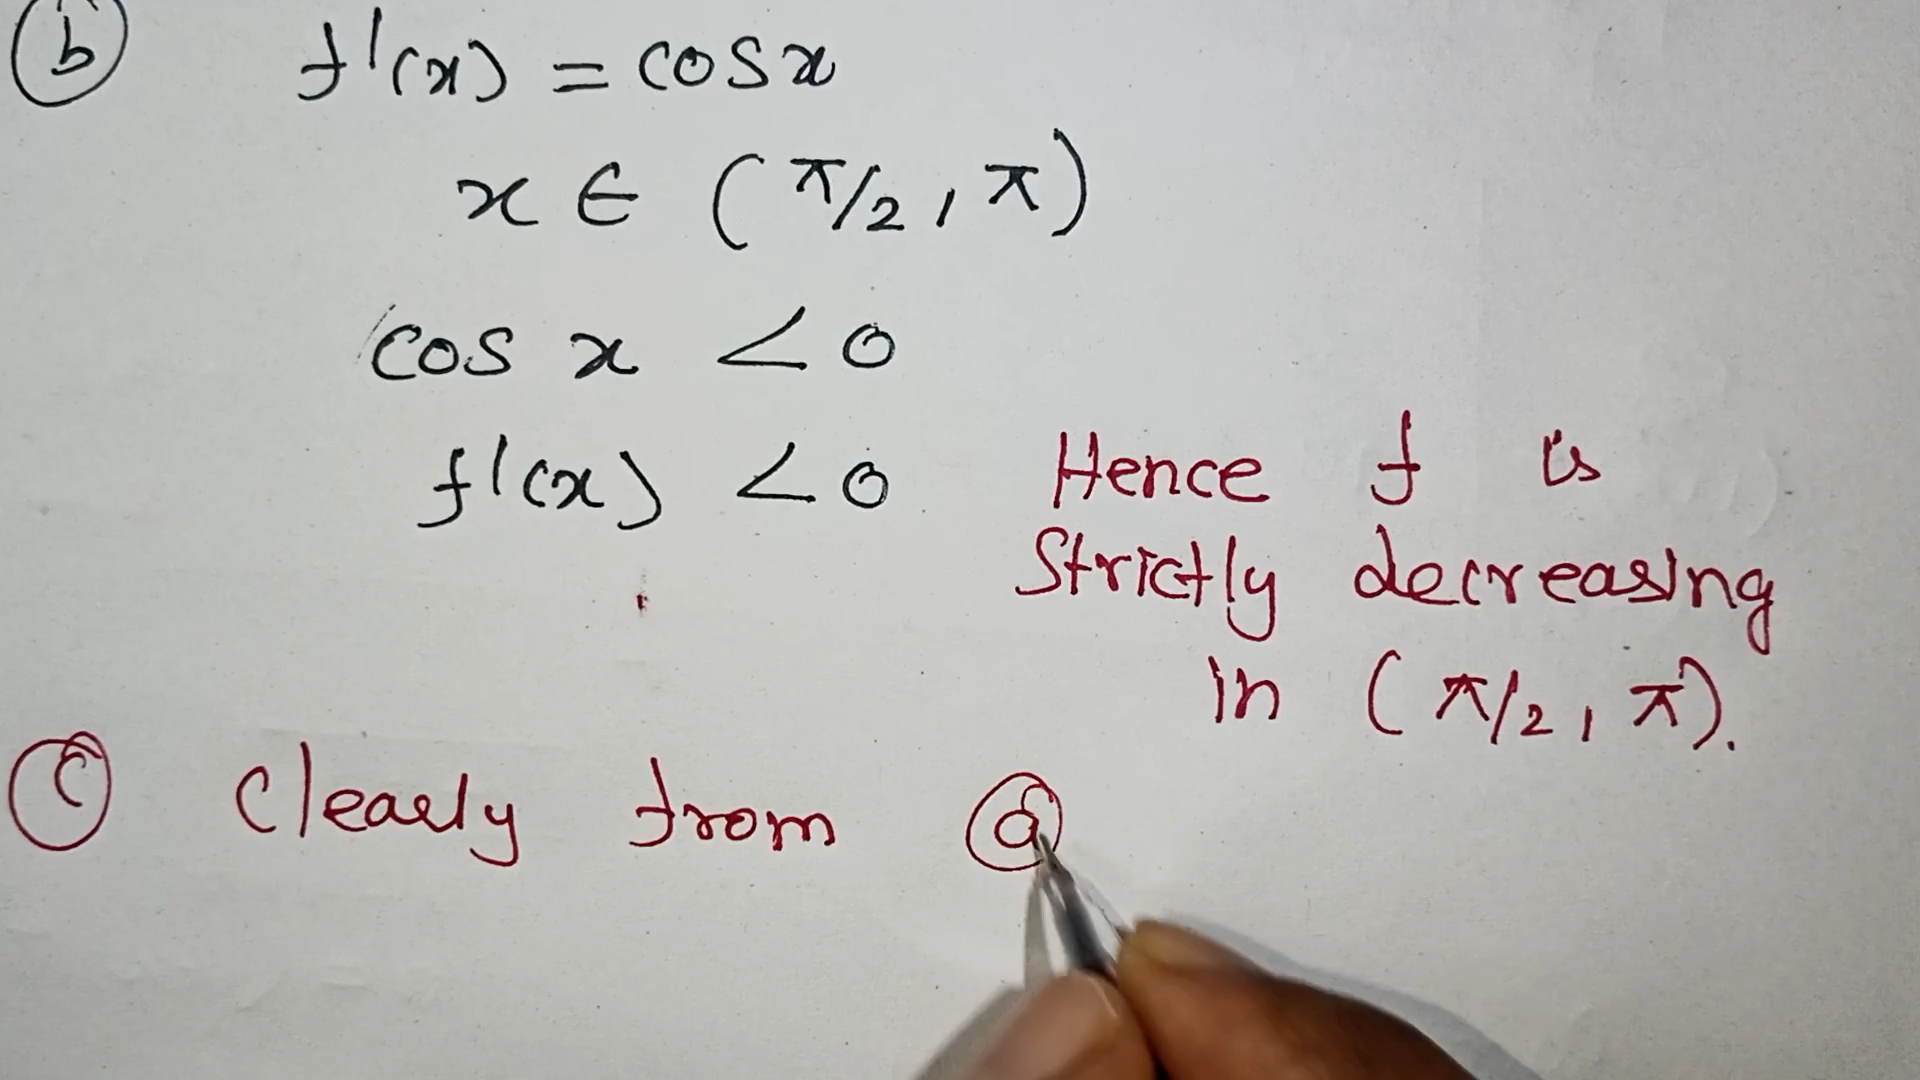 (b) f'(x) = cos x
x ∈ (π/2, π)
cos x < 0
f'(x) < 0
Hence f is
Strictly decreasing
in (π/2, π).
(c) Clearly from (a)